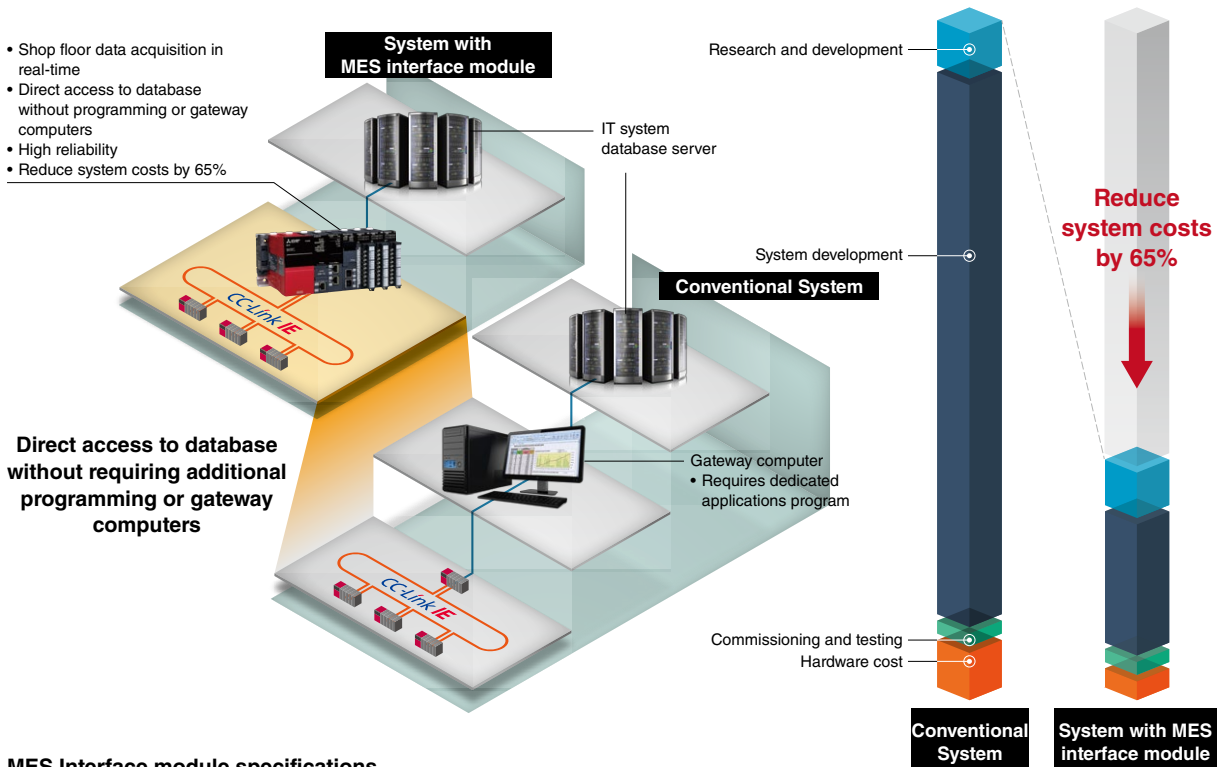 • Shop floor data acquisition in
real-time
• Direct access to database
without programming or gateway
computers
• High reliability
• Reduce system costs by 65%
System with
MES interface module
IT system
database server
CC-Link IE
Conventional System
Direct access to database
without requiring additional
programming or gateway
computers
Gateway computer
• Requires dedicated
applications program
CC-Link IE
Research and development
System development
Commissioning and testing
Hardware cost
Reduce
system costs
by 65%
Conventional
System
System with MES
interface module
MES Interface module specifications